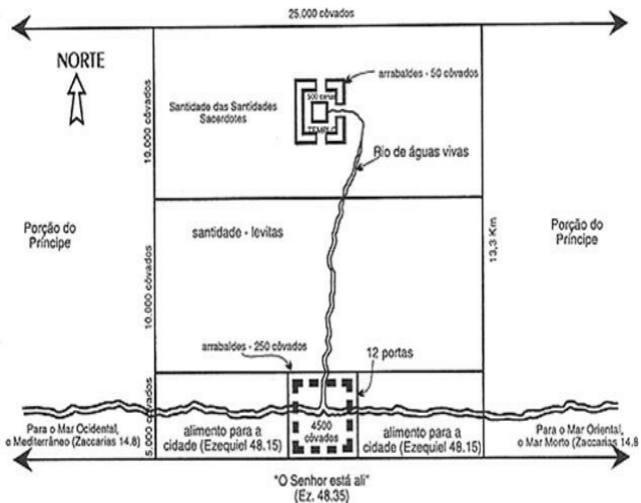 25.000 côvados
NORTE
arrabaldes - 50 côvados
500 canas
TEMPLO
Santidade das Santidades
Sacerdotes
10.000 côvados
Rio de águas vivas
Porção do
Príncipe
santidade - levitas
13,3 Km
Porção do
Príncipe
10.000 côvados
arrabaldes - 250 côvados
12 portas
5.000 côvados
Para o Mar Ocidental,
o Mediterrâneo (Zaccarias 14.8)
alimento para a
cidade (Ezequiel 48.15)
4500
côvados
alimento para a
cidade (Ezequiel 48.15)
Para o Mar Oriental,
o Mar Morto (Zaccarias 14.8
"O Senhor está ali"
(Ez. 48.35)